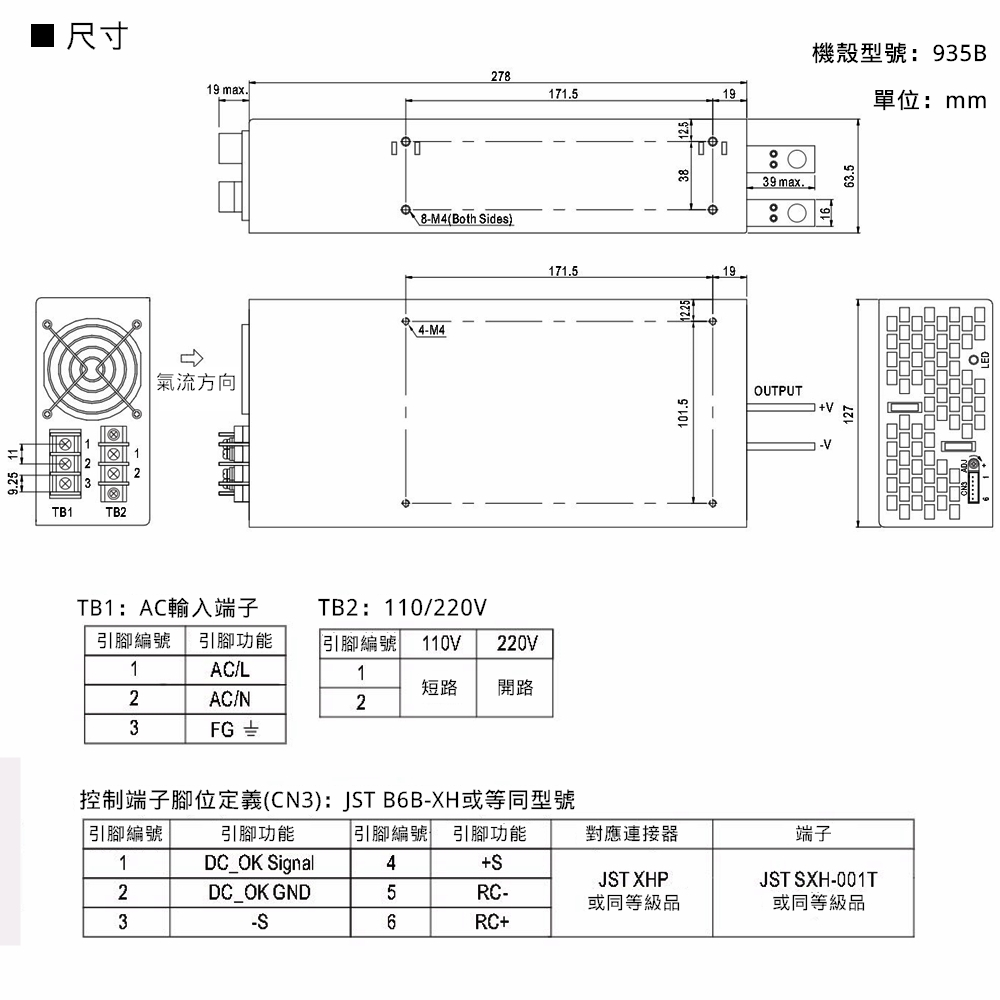 ■ 尺寸
機殼型號：935B
單位：mm
278
19 max.
171.5
19
12.5
38
39 max.
63.5
16
8-M4(Both Sides)
171.5
19
12.25
4-M4
氣流方向
101.5
OUTPUT
+V
-V
127
LED
ADJ
+
CN3
1
6
11
9.25
1
2
3
1
2
TB1
TB2
TB1：AC輸入端子
引腳編號 引腳功能
1 AC/L
2 AC/N
3 FG
TB2：110/220V
引腳編號 110V 220V
1
短路 開路
2
控制端子腳位定義(CN3)：JST B6B-XH或等同型號
引腳編號 引腳功能 引腳編號 引腳功能 對應連接器 端子
1 DC_OK Signal 4 +S
2 DC_OK GND 5 RC-
3 -S 6 RC+
JST XHP
或同等級品
JST SXH-001T
或同等級品